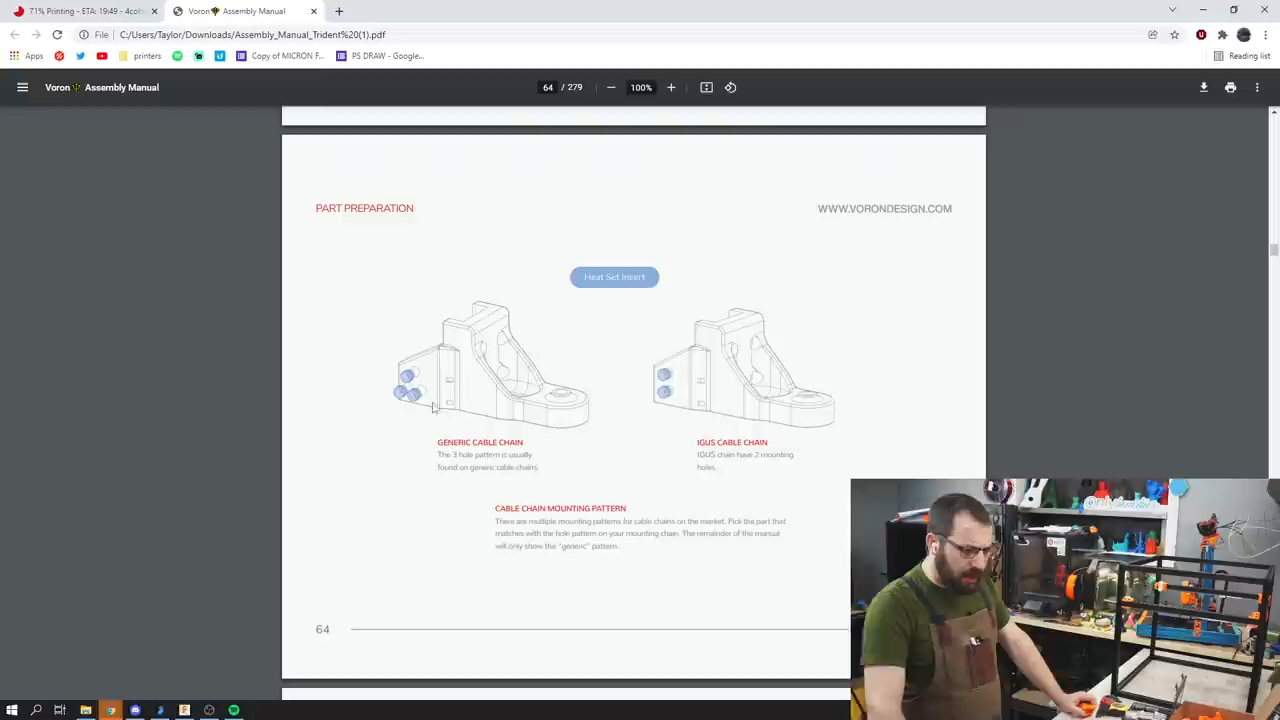 71% Printing - ETA: 19:49 - 4colo
Voron Assembly Manual
File
C:/Users/Taylor/Downloads/Assembly_Manual_Trident%20(1).pdf
Apps
printers
Copy of MICRON F...
PS DRAW - Google...
Reading list
Voron Assembly Manual
64 / 279
100%
PART PREPARATION
WWW.VORONDESIGN.COM
Heat Set Insert
GENERIC CABLE CHAIN
The 3 hole pattern is usually
found on generic cable chains.
IGUS CABLE CHAIN
IGUS chain have 2 mounting
holes.
CABLE CHAIN MOUNTING PATTERN
There are multiple mounting patterns for cable chains on the market. Pick the part that
matches with the hole pattern on your mounting chain. The remainder of the manual
will only show the "generic" pattern.
64